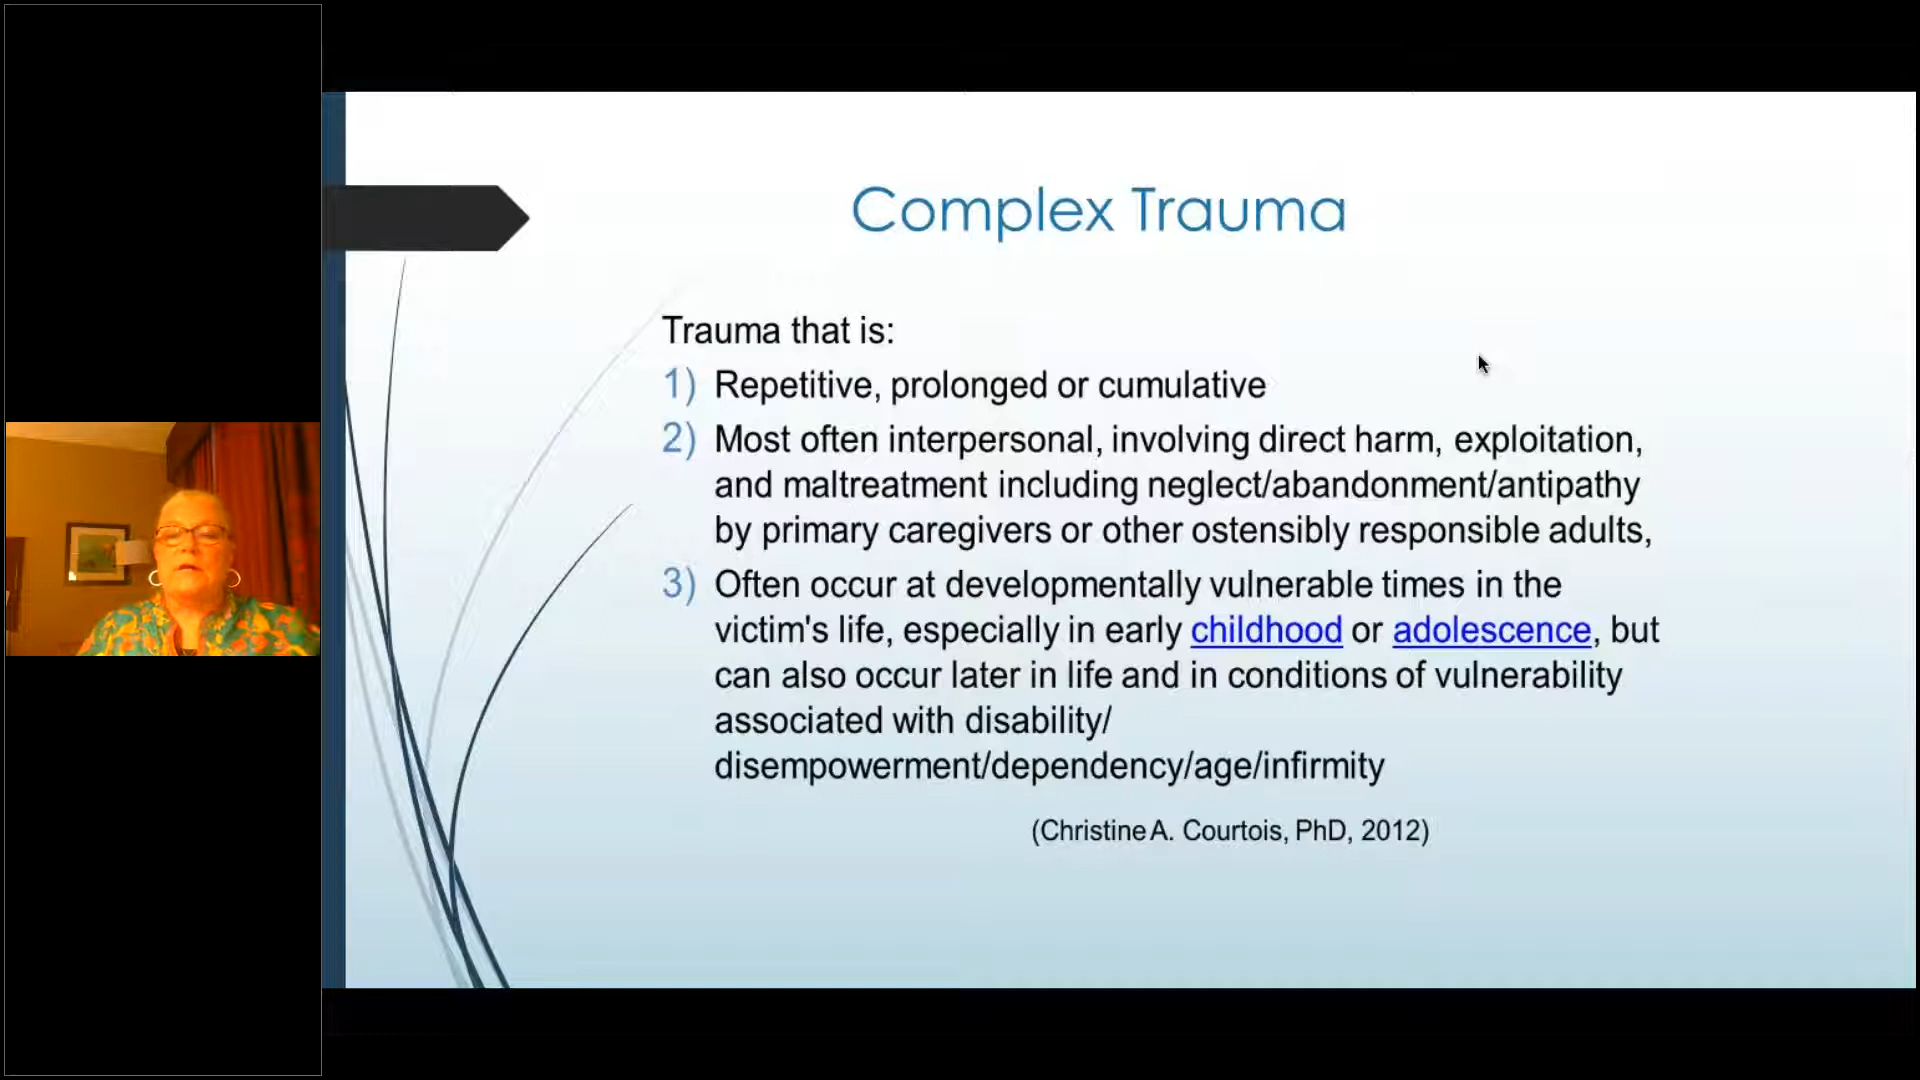 Complex Trauma
Trauma that is:
1) Repetitive, prolonged or cumulative
2) Most often interpersonal, involving direct harm, exploitation,
and maltreatment including neglect/abandonment/antipathy
by primary caregivers or other ostensibly responsible adults,
3) Often occur at developmentally vulnerable times in the
victim's life, especially in early childhood or adolescence, but
can also occur later in life and in conditions of vulnerability
associated with disability/
disempowerment/dependency/age/infirmity
(Christine A. Courtois, PhD, 2012)